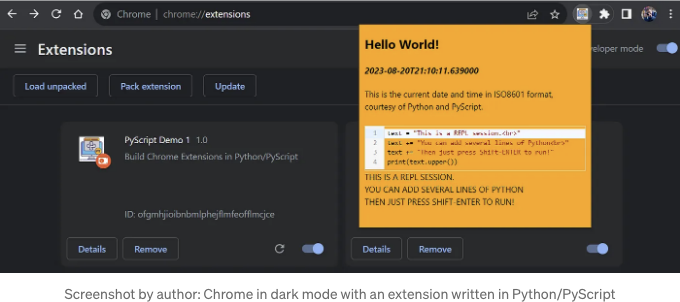 Chrome | chrome://extensions
Extensions
veloper mode
Load unpacked
Pack extension
Update
PyScript Demo 1 1.0
Build Chrome Extensions in Python/PyScript
ID: ofgmhjioibnbmlphejflmfeofflmcjce
Details
Remove
Details
Remove
Hello World!
2023-08-20T21:10:11.639000
This is the current date and time in ISO8601 format,
courtesy of Python and PyScript.
1 text = "This is a REPL session.<br>"
2 text += "You can add several lines of Python<br>"
3 text += "Then just press Shift-ENTER to run!"
4 print(text.upper())
THIS IS A REPL SESSION.
YOU CAN ADD SEVERAL LINES OF PYTHON
THEN JUST PRESS SHIFT-ENTER TO RUN!
Screenshot by author: Chrome in dark mode with an extension written in Python/PyScript